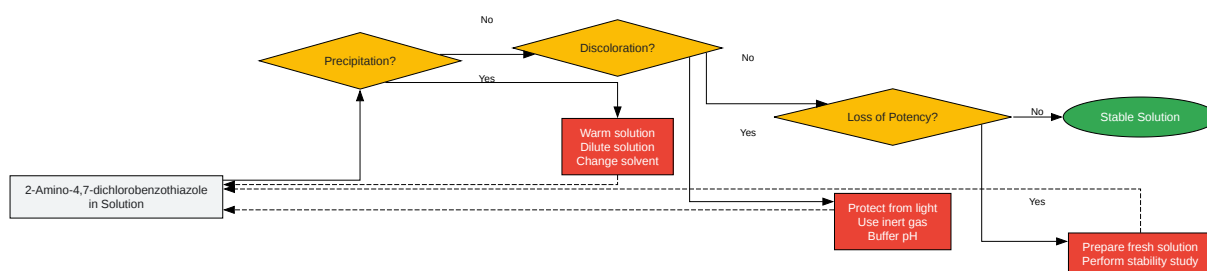 No
Precipitation?
Discoloration?
Yes
No
Warm solution
Dilute solution
Change solvent
Loss of Potency?
No
Stable Solution
Yes
2-Amino-4,7-dichlorobenzothiazole
in Solution
Protect from light
Use inert gas
Buffer pH
Yes
Prepare fresh solution
Perform stability study